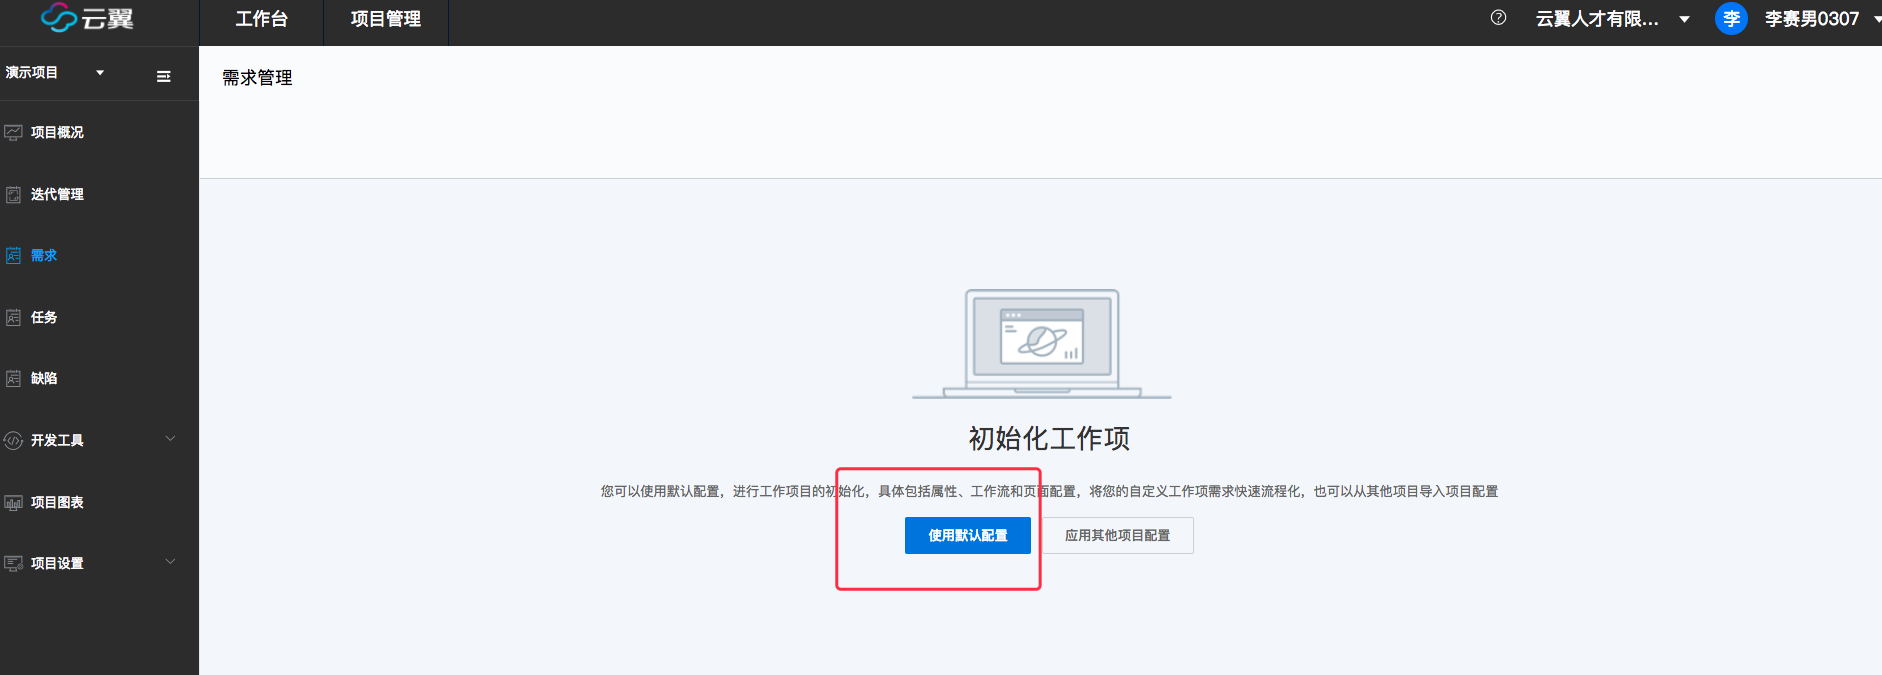 云翼
工作台
项目管理
云翼人才有限...
李
李赛男0307
演示项目
项目概况
迭代管理
需求
任务
缺陷
开发工具
项目图表
项目设置
需求管理
初始化工作项
您可以使用默认配置，进行工作项目的初始化，具体包括属性、工作流和页面配置，将您的自定义工作项需求快速流程化，也可以从其他项目导入项目配置
使用默认配置
应用其他项目配置